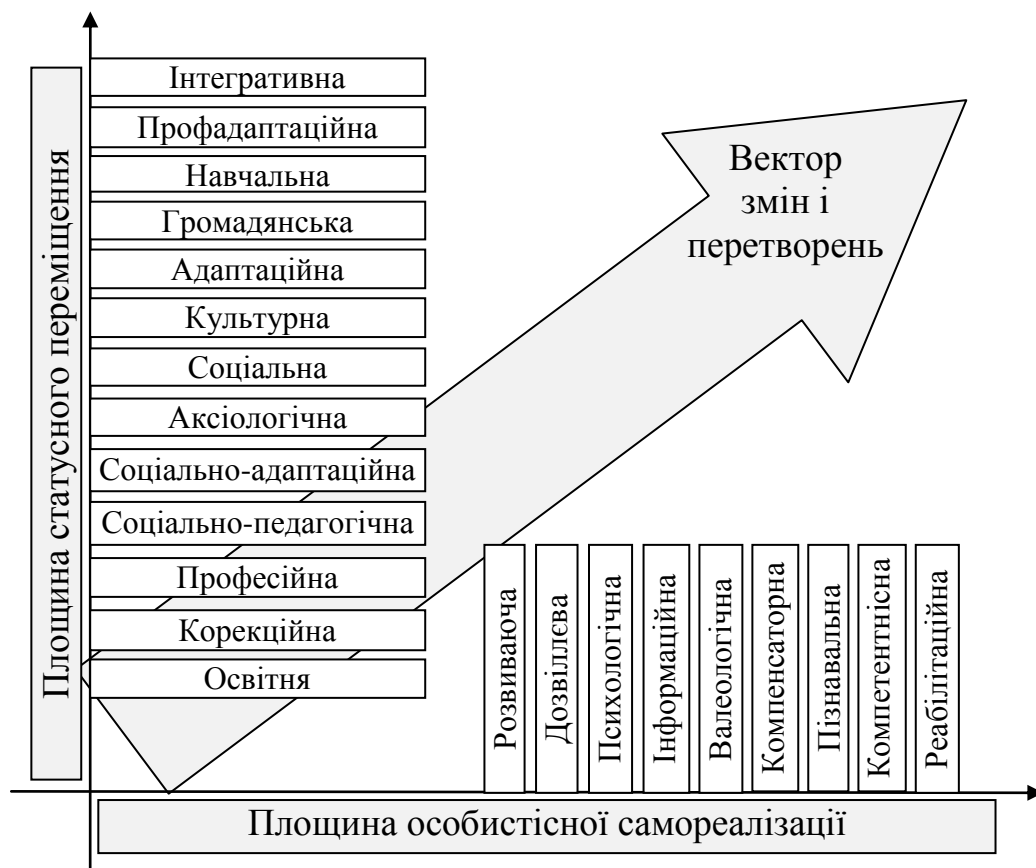 Площина статусного переміщення
Інтегративна
Профадаптаційна
Навчальна
Громадянська
Адаптаційна
Культурна
Соціальна
Аксіологічна
Соціально-адаптаційна
Соціально-педагогічна
Професійна
Корекційна
Освітня
Вектор
змін і
перетворень
Розвиваюча
Дозвіллєва
Психологічна
Інформаційна
Валеологічна
Компенсаторна
Пізнавальна
Компетентнісна
Реабілітаційна
Площина особистісної самореалізації